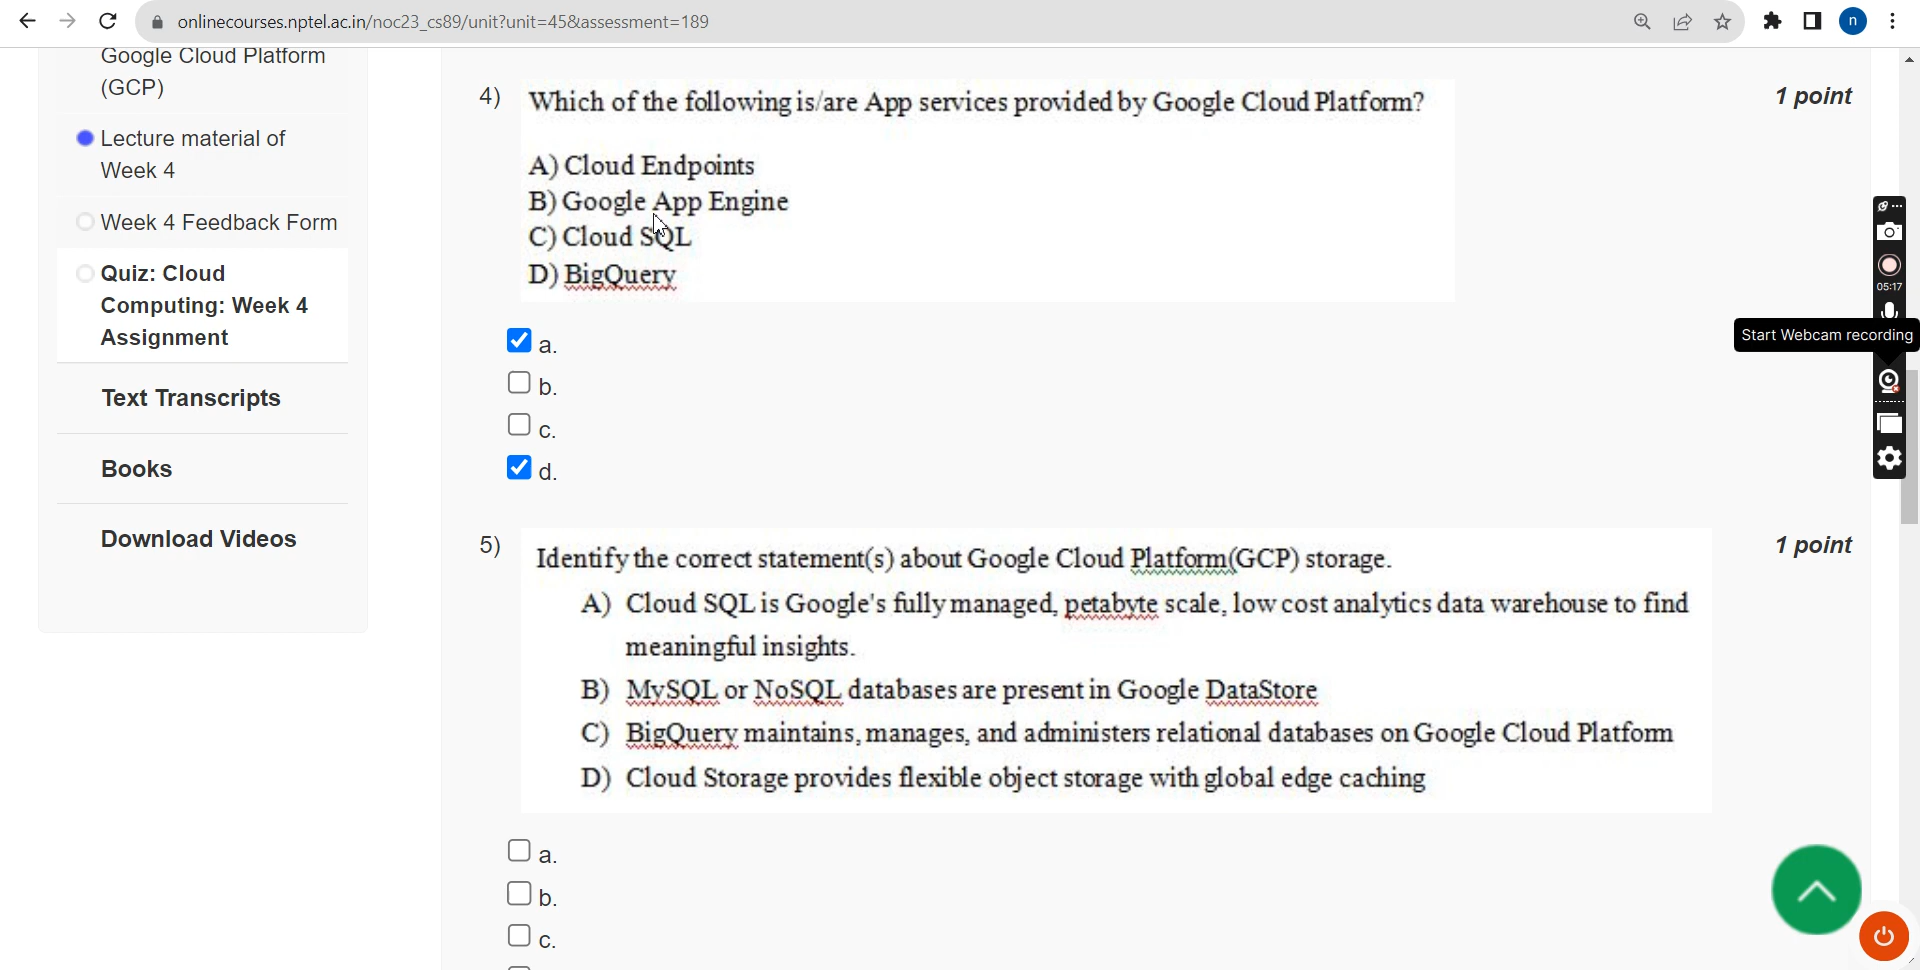 onlinecourses.nptel.ac.in/noc23_cs89/unit?unit=45&assessment=189
n
Google Cloud Platform
(GCP)
Lecture material of
Week 4
Week 4 Feedback Form
Quiz: Cloud
Computing: Week 4
Assignment
Text Transcripts
Books
Download Videos
4) Which of the following is/are App services provided by Google Cloud Platform? 1 point
A) Cloud Endpoints
B) Google App Engine
C) Cloud SQL
D) BigQuery
a.
b.
c.
d.
5) Identify the correct statement(s) about Google Cloud Platform(GCP) storage. 1 point
A) Cloud SQL is Google's fully managed, petabyte scale, low cost analytics data warehouse to find
meaningful insights.
B) MySQL or NoSQL databases are present in Google DataStore
C) BigQuery maintains, manages, and administers relational databases on Google Cloud Platform
D) Cloud Storage provides flexible object storage with global edge caching
a.
b.
c.
05:17
Start Webcam recording